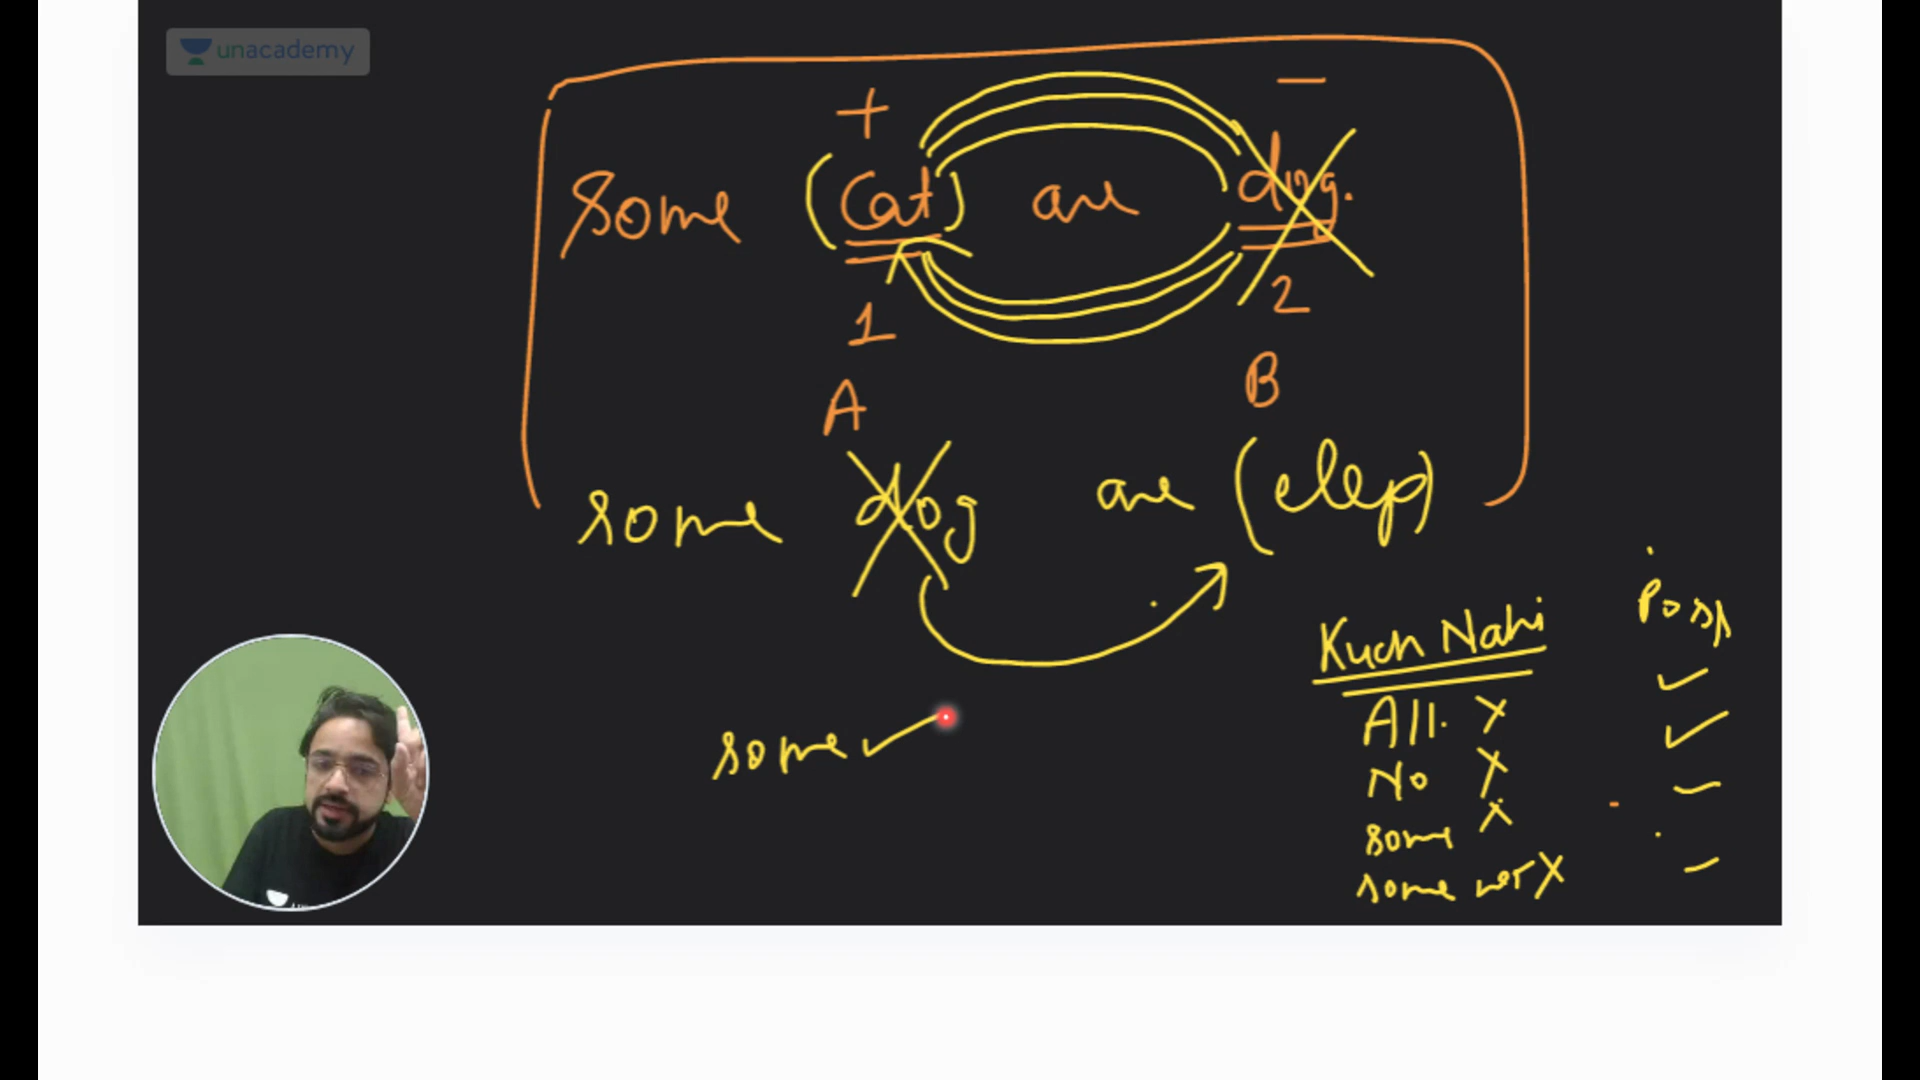 unacademy
+ –
Some (Cat) are dog.
1 2
A B
some dog are (elep)
Kuch Nahi Poss
All. X ✓
No X ✓
some X
some not X
some ✓